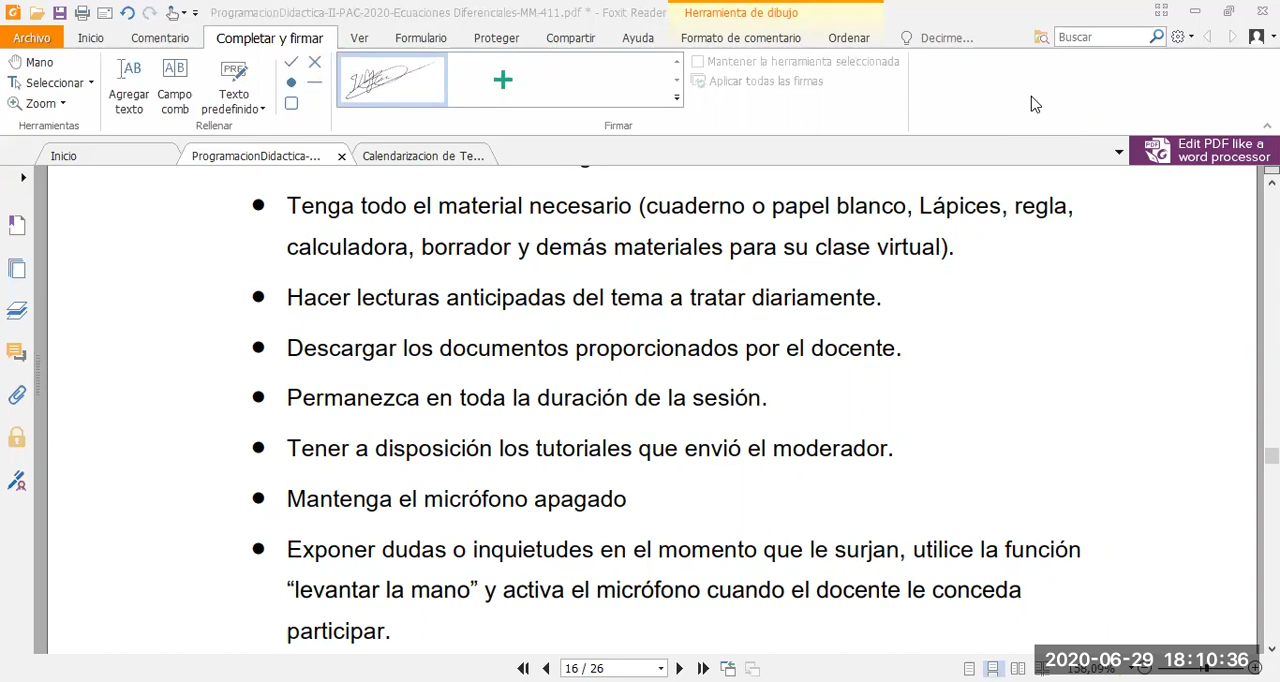 ProgramacionDidactica-II-PAC-2020-Ecuaciones Diferenciales-MM-411.pdf * - Foxit Reader
Herramienta de dibujo
Archivo Inicio Comentario Completar y firmar Ver Formulario Proteger Compartir Ayuda Formato de comentario Ordenar Decirme... Buscar
Mano
Seleccionar
Zoom
Herramientas
Agregar texto
Campo comb
PRE
Texto predefinido
Rellenar
Mantener la herramienta seleccionada
Aplicar todas las firmas
Firmar
Inicio ProgramacionDidactica-... Calendarizacion de Te...
Edit PDF like a
word processor
• Tenga todo el material necesario (cuaderno o papel blanco, Lápices, regla,
calculadora, borrador y demás materiales para su clase virtual).
• Hacer lecturas anticipadas del tema a tratar diariamente.
• Descargar los documentos proporcionados por el docente.
• Permanezca en toda la duración de la sesión.
• Tener a disposición los tutoriales que envió el moderador.
• Mantenga el micrófono apagado
• Exponer dudas o inquietudes en el momento que le surjan, utilice la función
“levantar la mano” y activa el micrófono cuando el docente le conceda
participar.
16 / 26
2020-06-29 18:10:36